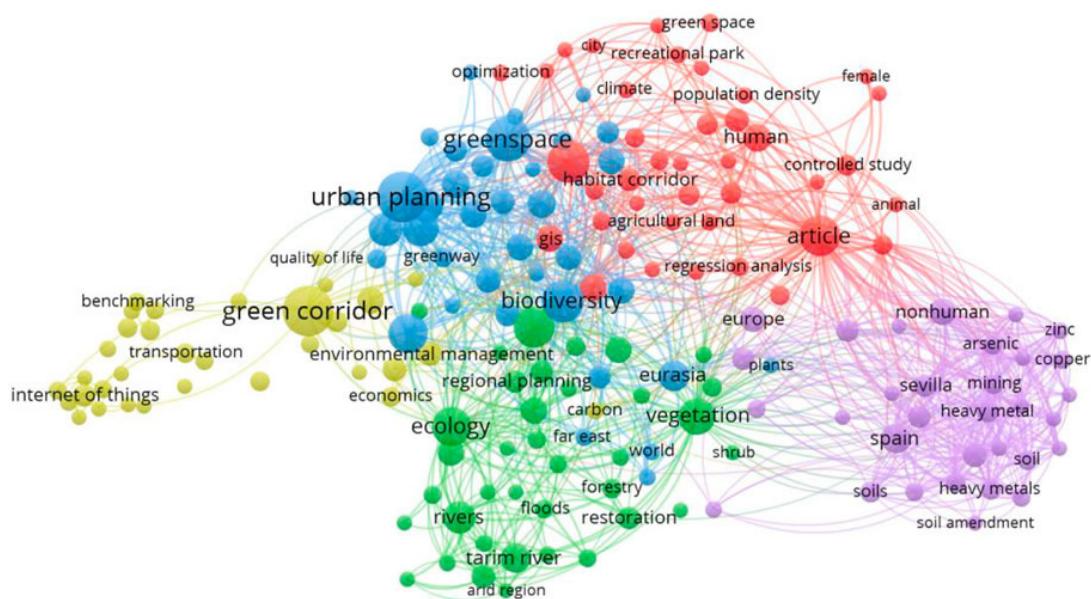 green space
city
recreational park
optimization
female
climate
population density
greenspace
human
habitat corridor
controlled study
urban planning
animal
agricultural land
gis
article
greenway
quality of life
regression analysis
benchmarking
biodiversity
green corridor
europe
nonhuman
zinc
arsenic
transportation
environmental management
copper
plants
regional planning
eurasia
sevilla
mining
internet of things
economics
carbon
vegetation
heavy metal
ecology
far east
spain
world
shrub
soil
forestry
heavy metals
soils
floods
rivers
restoration
soil amendment
tarim river
arid region